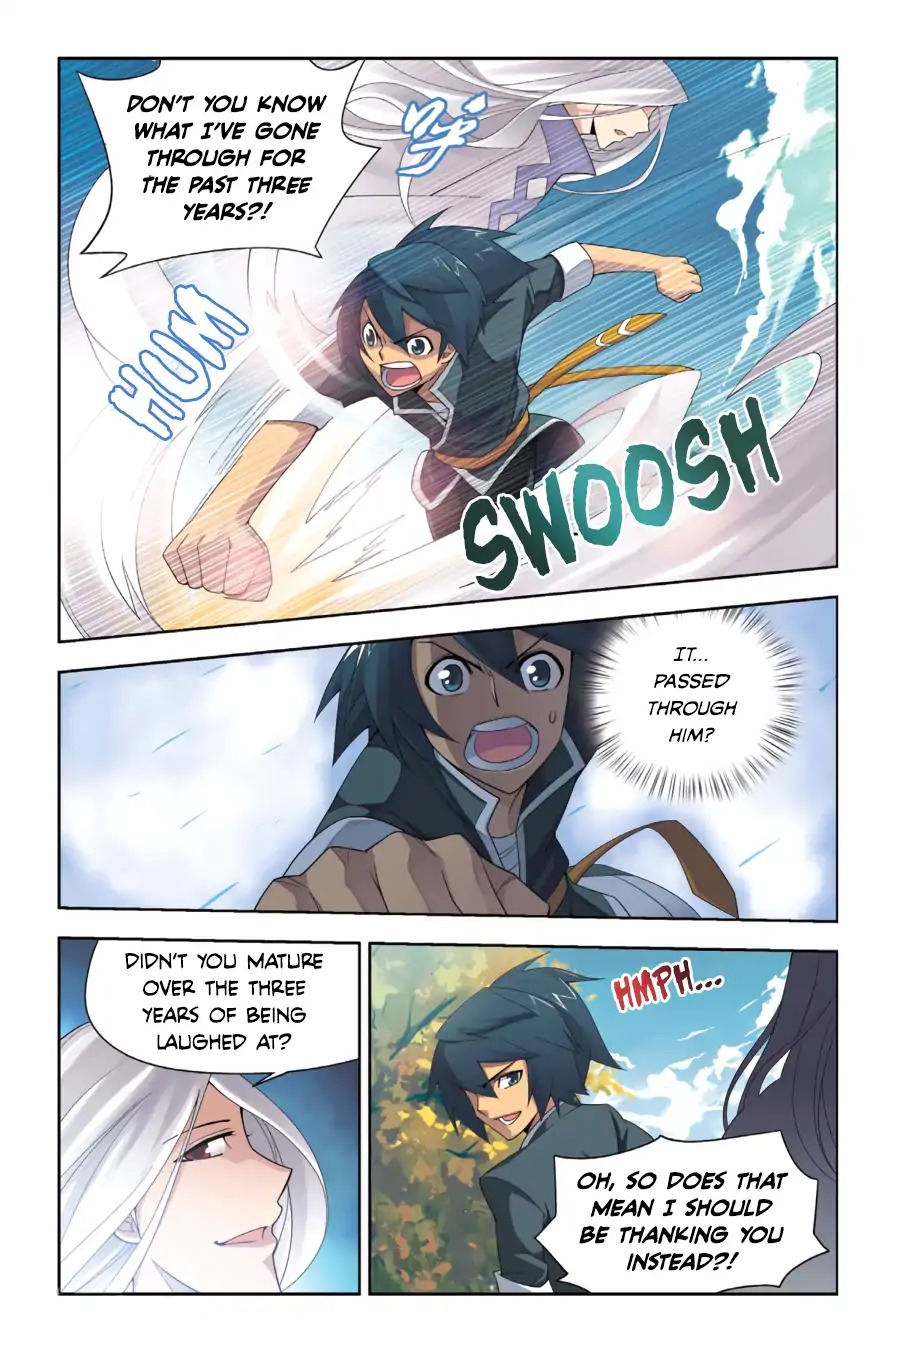 DON'T YOU KNOW
WHAT I'VE GONE
THROUGH FOR
THE PAST THREE
YEARS?!
呼
HUM
SWOOSH
IT...
PASSED
THROUGH
HIM?
DIDN'T YOU MATURE
OVER THE THREE
YEARS OF BEING
LAUGHED AT?
HMPH...
OH, SO DOES THAT
MEAN I SHOULD
BE THANKING YOU
INSTEAD?!